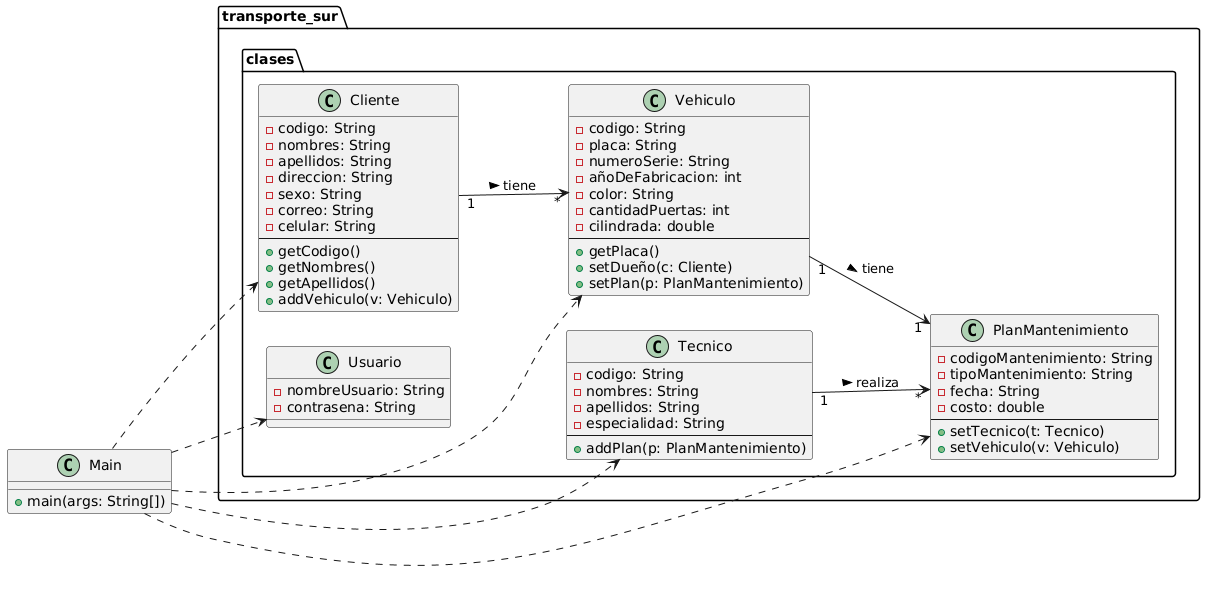 transporte_sur
clases
C Cliente
codigo: String
nombres: String
apellidos: String
direccion: String
sexo: String
correo: String
celular: String
getCodigo()
getNombres()
getApellidos()
addVehiculo(v: Vehiculo)
1
tiene
*
C Vehiculo
codigo: String
placa: String
numeroSerie: String
añoDeFabricacion: int
color: String
cantidadPuertas: int
cilindrada: double
getPlaca()
setDueño(c: Cliente)
setPlan(p: PlanMantenimiento)
1
tiene
1
C Usuario
nombreUsuario: String
contrasena: String
C Tecnico
codigo: String
nombres: String
apellidos: String
especialidad: String
addPlan(p: PlanMantenimiento)
1
realiza
*
C PlanMantenimiento
codigoMantenimiento: String
tipoMantenimiento: String
fecha: String
costo: double
setTecnico(t: Tecnico)
setVehiculo(v: Vehiculo)
C Main
main(args: String[])